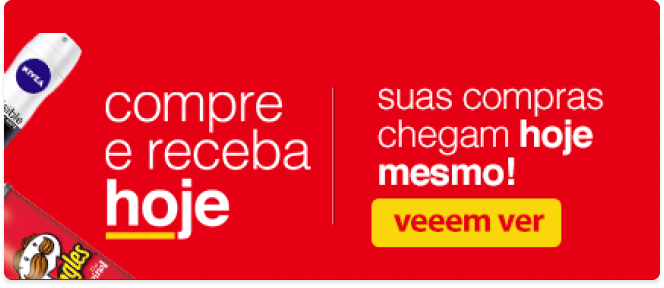 NIVEA
compre
e receba
hoje
suas compras
chegam hoje
mesmo!
veeem ver